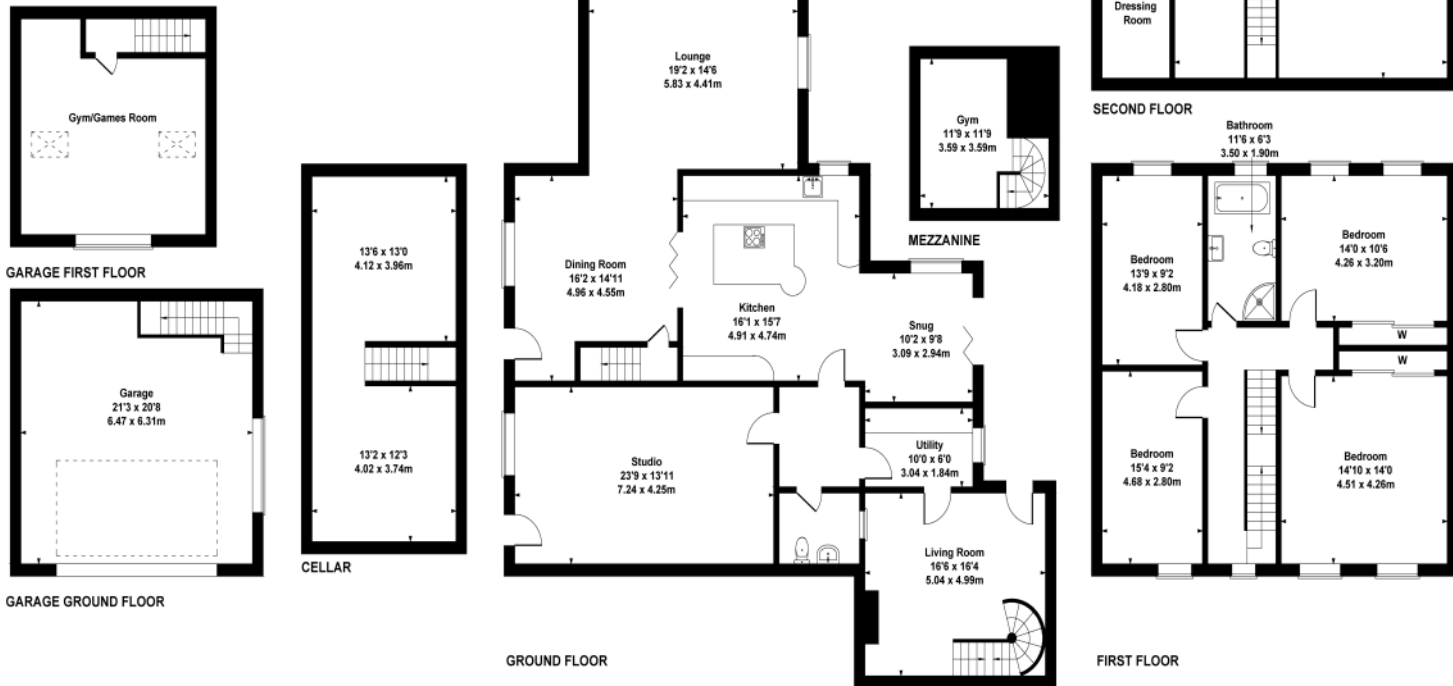 Gym/Games Room
GARAGE FIRST FLOOR
Garage
21'3 x 20'8
6.47 x 6.31m
GARAGE GROUND FLOOR
13'6 x 13'0
4.12 x 3.96m
13'2 x 12'3
4.02 x 3.74m
CELLAR
Lounge
19'2 x 14'6
5.83 x 4.41m
Dining Room
16'2 x 14'11
4.96 x 4.55m
Kitchen
16'1 x 15'7
4.91 x 4.74m
Snug
10'2 x 9'8
3.09 x 2.94m
Studio
23'9 x 13'11
7.24 x 4.25m
Utility
10'0 x 6'0
3.04 x 1.84m
Living Room
16'6 x 16'4
5.04 x 4.99m
GROUND FLOOR
Gym
11'9 x 11'9
3.59 x 3.59m
MEZZANINE
Dressing
Room
SECOND FLOOR
Bathroom
11'6 x 6'3
3.50 x 1.90m
Bedroom
13'9 x 9'2
4.18 x 2.80m
Bedroom
14'0 x 10'6
4.26 x 3.20m
W
W
Bedroom
15'4 x 9'2
4.68 x 2.80m
Bedroom
14'10 x 14'0
4.51 x 4.26m
FIRST FLOOR